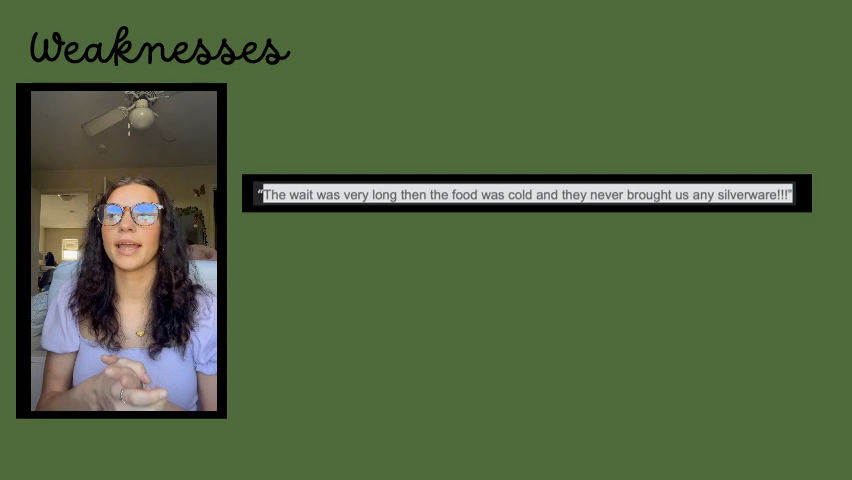 Weaknesses
“The wait was very long then the food was cold and they never brought us any silverware!!!”